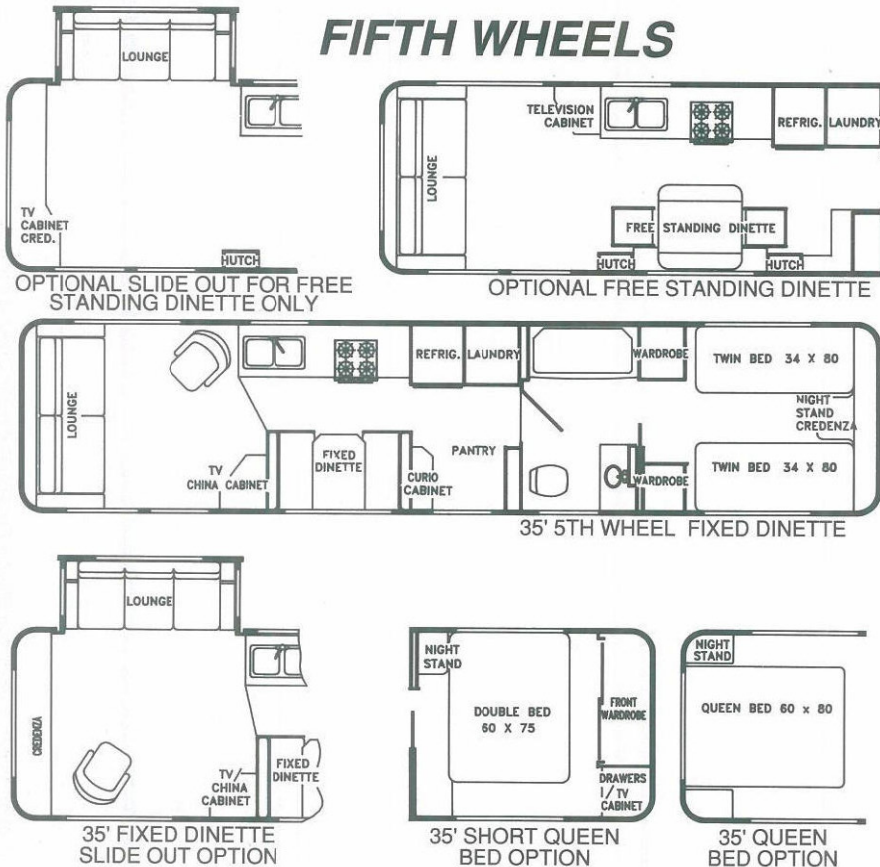 FIFTH WHEELS
LOUNGE
TV
CABINET
CRED.
HUTCH
OPTIONAL SLIDE OUT FOR FREE
STANDING DINETTE ONLY
TELEVISION
CABINET
REFRIG.
LAUNDRY
LOUNGE
FREE STANDING DINETTE
HUTCH
HUTCH
OPTIONAL FREE STANDING DINETTE
REFRIG.
LAUNDRY
WARDROBE
TWIN BED 34 X 80
LOUNGE
NIGHT
STAND
CREDENZA
TV
CHINA CABINET
FIXED
DINETTE
CURIO
CABINET
PANTRY
WARDROBE
TWIN BED 34 X 80
35' 5TH WHEEL FIXED DINETTE
LOUNGE
CREDENZA
FIXED
DINETTE
TV/
CHINA
CABINET
35' FIXED DINETTE
SLIDE OUT OPTION
NIGHT
STAND
DOUBLE BED
60 X 75
FRONT
WARDROBE
DRAWERS
/ TV
CABINET
35' SHORT QUEEN
BED OPTION
NIGHT
STAND
QUEEN BED 60 x 80
35' QUEEN
BED OPTION